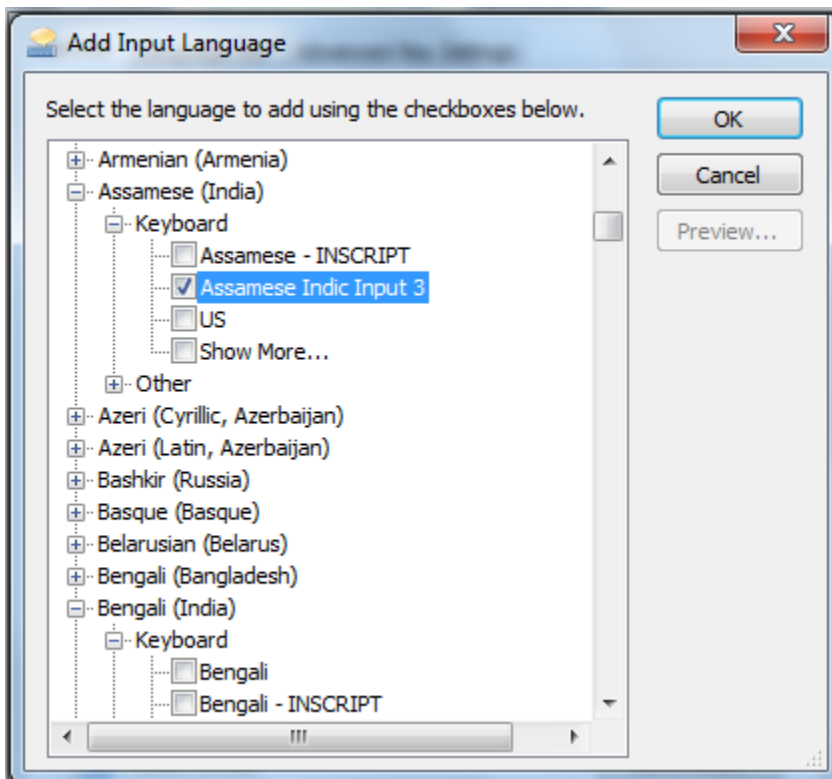 Add Input Language
Select the language to add using the checkboxes below.
OK
Cancel
Preview...
Armenian (Armenia)
Assamese (India)
Keyboard
Assamese - INSCRIPT
Assamese Indic Input 3
US
Show More...
Other
Azeri (Cyrillic, Azerbaijan)
Azeri (Latin, Azerbaijan)
Bashkir (Russia)
Basque (Basque)
Belarusian (Belarus)
Bengali (Bangladesh)
Bengali (India)
Keyboard
Bengali
Bengali - INSCRIPT